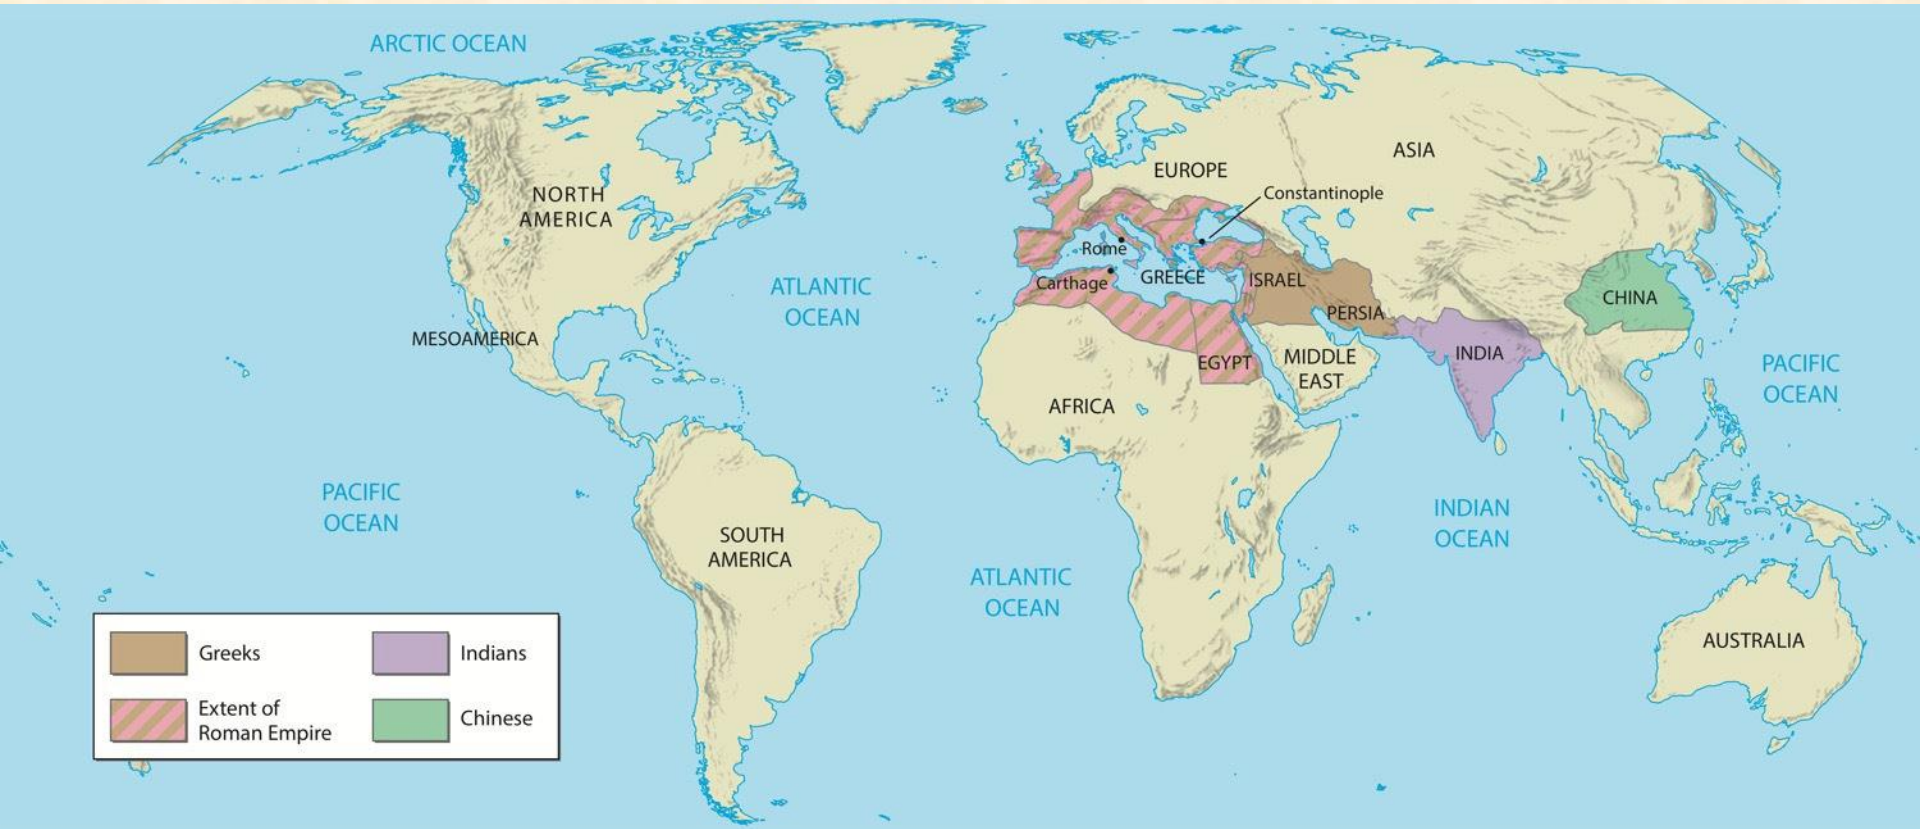 ARCTIC OCEAN
NORTH
AMERICA
MESOAMERICA
ATLANTIC
OCEAN
PACIFIC
OCEAN
SOUTH
AMERICA
ATLANTIC
OCEAN
EUROPE
ASIA
Constantinople
Rome
Carthage
GREECE
ISRAEL
PERSIA
EGYPT
MIDDLE
EAST
AFRICA
INDIA
CHINA
PACIFIC
OCEAN
INDIAN
OCEAN
AUSTRALIA
Greeks
Extent of
Roman Empire
Indians
Chinese